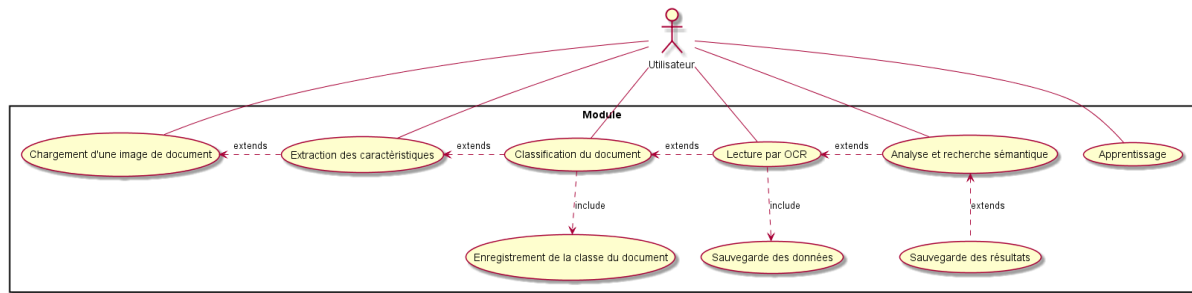 Utilisateur
Module
Chargement d'une image de document
extends
Extraction des caractèristiques
extends
Classification du document
extends
Lecture par OCR
extends
Analyse et recherche sémantique
Apprentissage
include
include
extends
Enregistrement de la classe du document
Sauvegarde des données
Sauvegarde des résultats